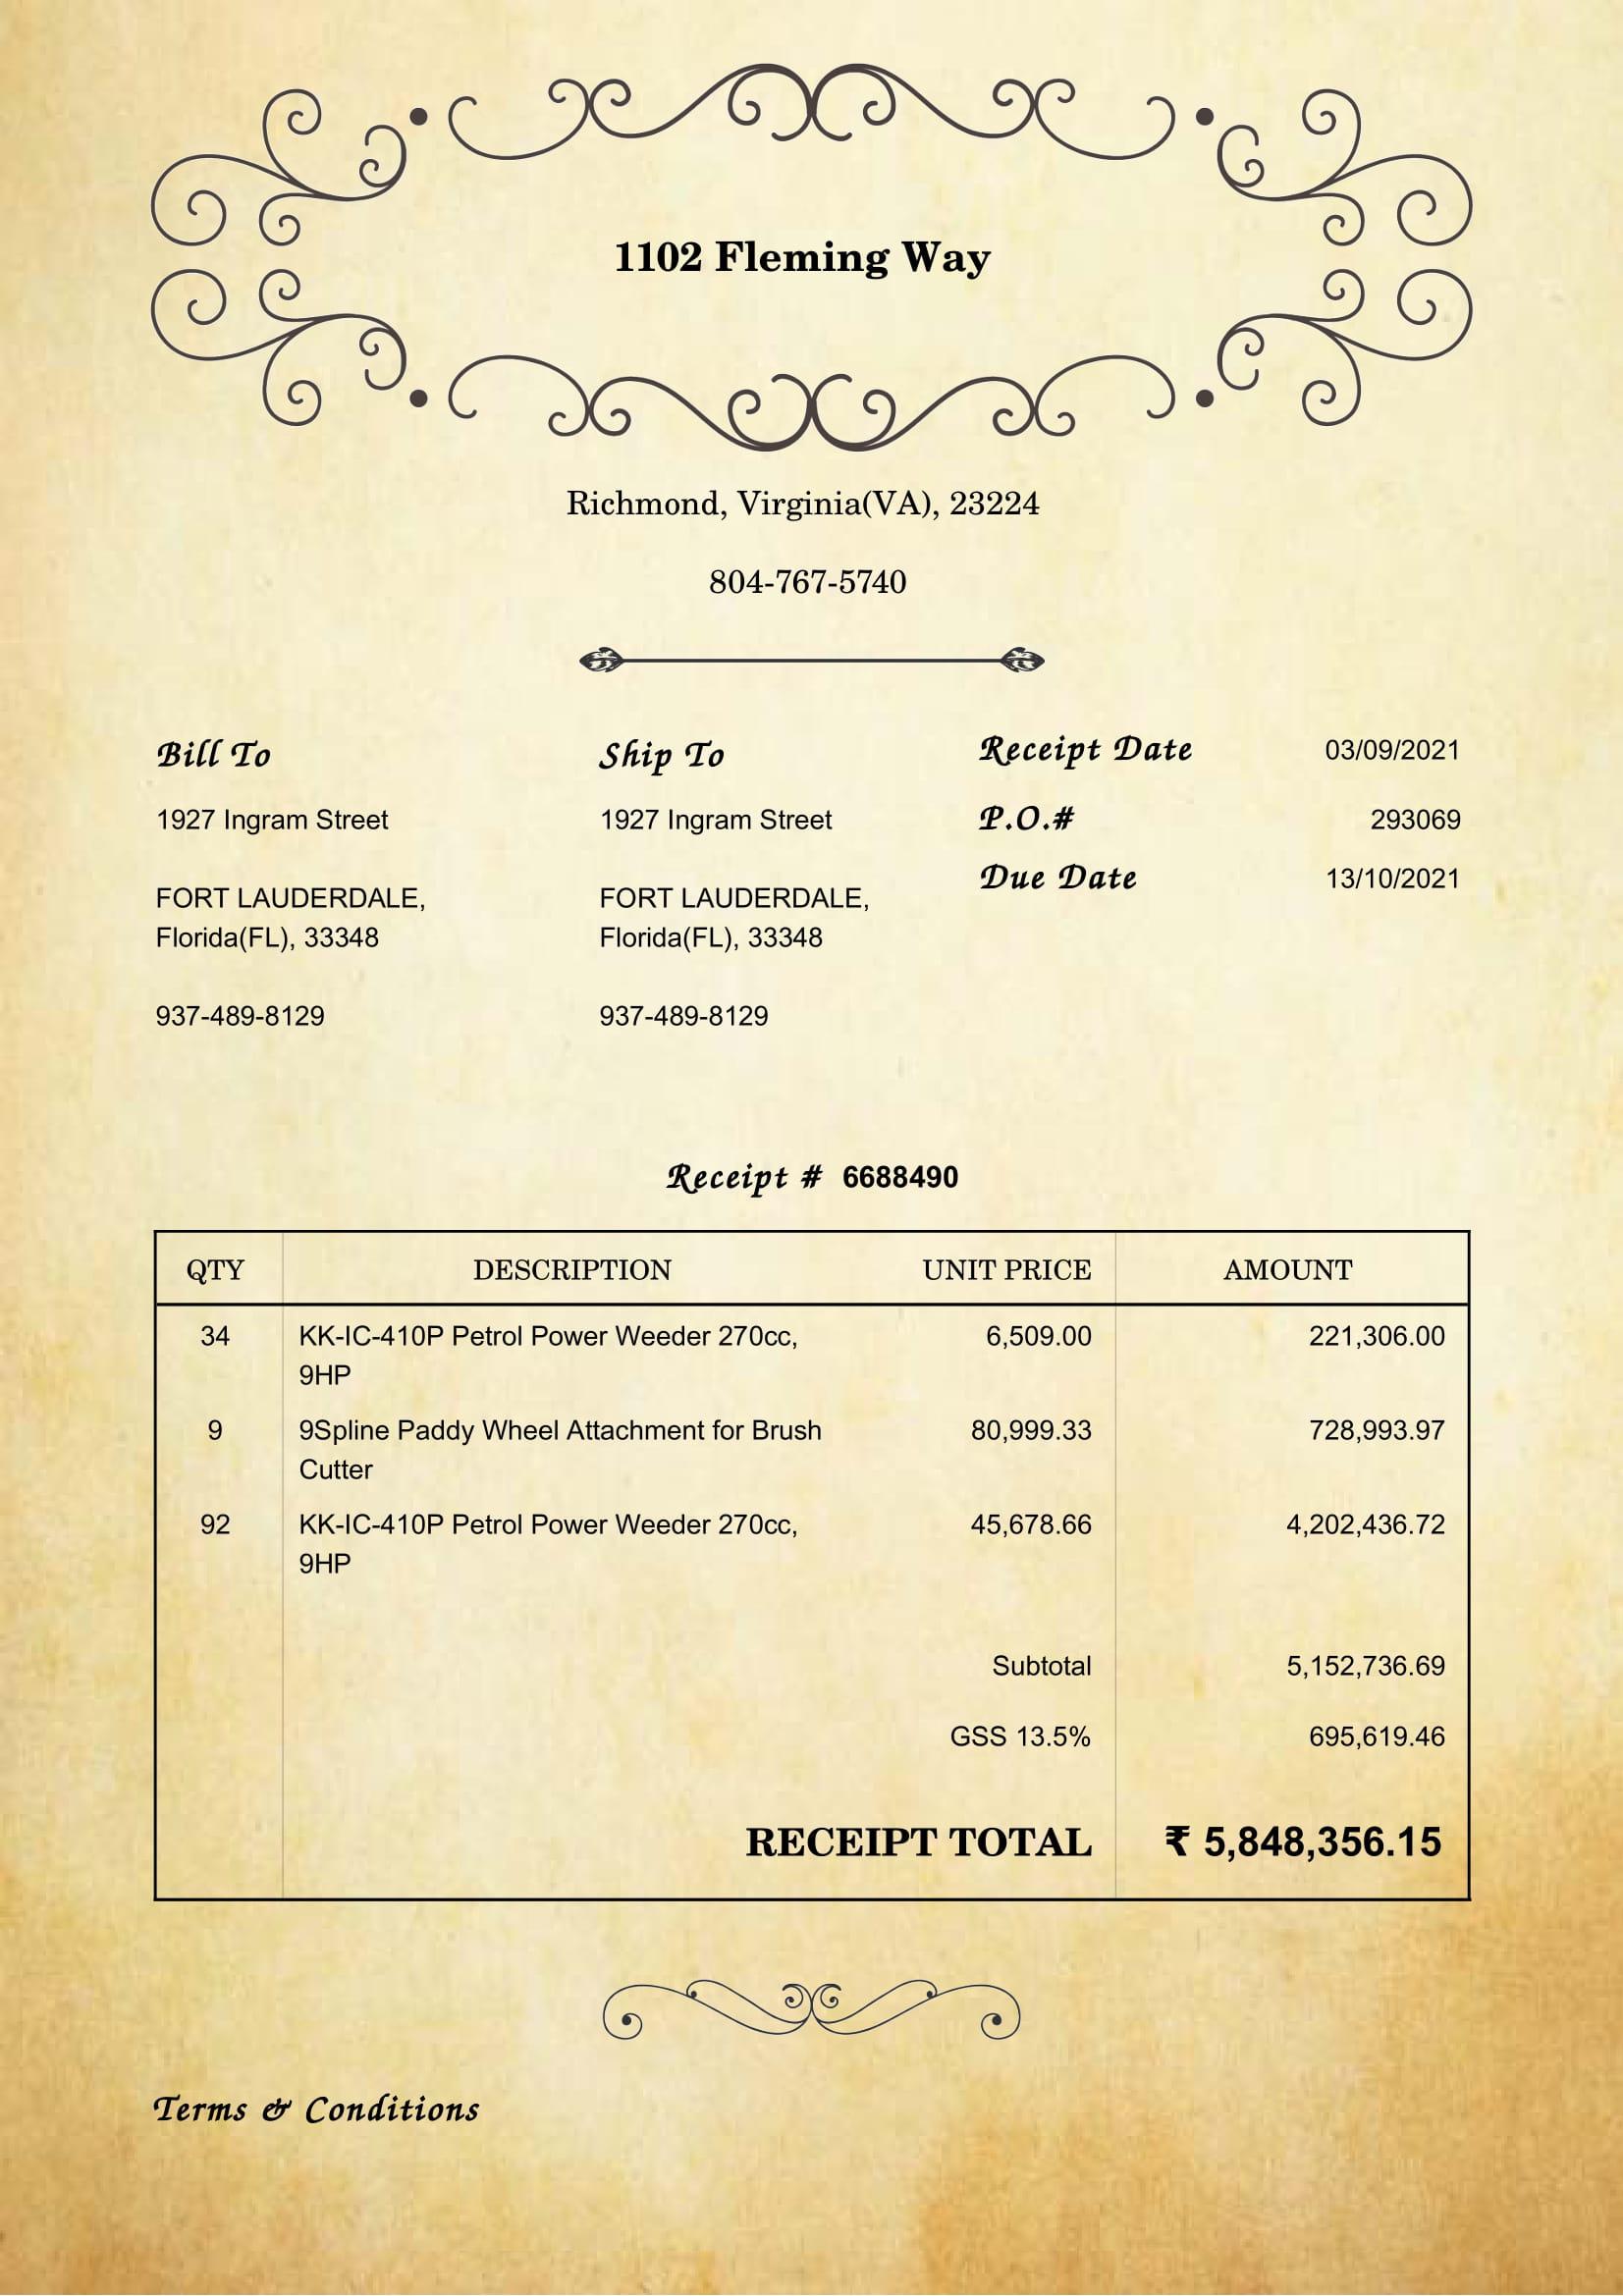 1102 Fleming Way
Richmond, Virginia(VA), 23224
804-767-5740
Bill To
1927 Ingram Street
FORT LAUDERDALE,
Florida(FL), 33348
937-489-8129
Ship To
1927 Ingram Street
FORT LAUDERDALE,
Florida(FL), 33348
937-489-8129
Receipt Date 03/09/2021
P.O.# 293069
Due Date 13/10/2021
Receipt # 6688490
QTY DESCRIPTION UNIT PRICE AMOUNT
34 KK-IC-410P Petrol Power Weeder 270cc, 6,509.00 221,306.00
9HP
9 9Spline Paddy Wheel Attachment for Brush 80,999.33 728,993.97
Cutter
92 KK-IC-410P Petrol Power Weeder 270cc, 45,678.66 4,202,436.72
9HP
Subtotal 5,152,736.69
GSS 13.5% 695,619.46
RECEIPT TOTAL ₹ 5,848,356.15
Terms & Conditions